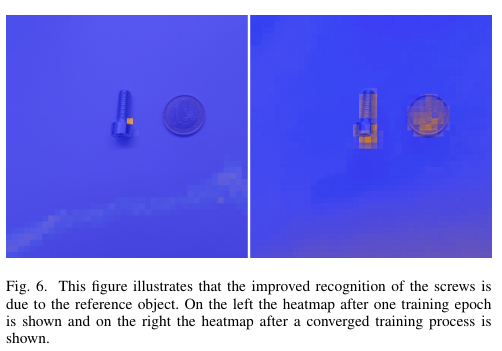 Fig. 6. This figure illustrates that the improved recognition of the screws is
due to the reference object. On the left the heatmap after one training epoch
is shown and on the right the heatmap after a converged training process is
shown.